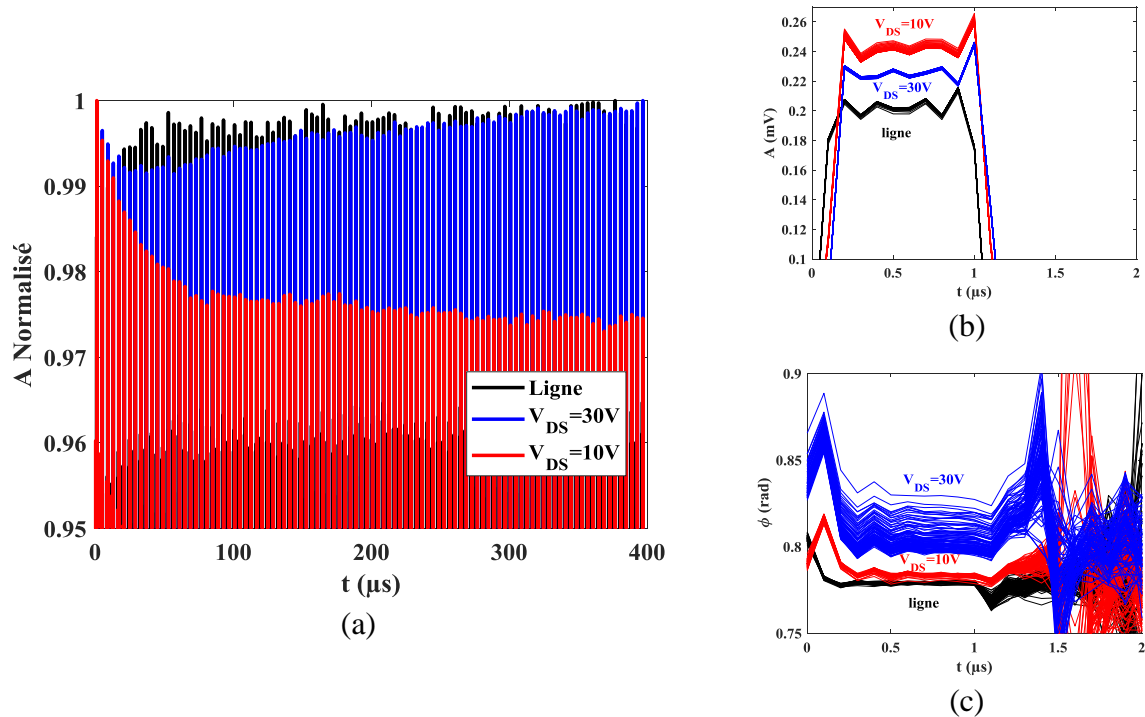 1
0.99
0.98
0.97
0.96
0.95
A Normalisé
0
100
200
300
400
t (µs)
Ligne
V_DS=30V
V_DS=10V
(a)
0.26
0.24
0.22
0.2
0.18
0.16
0.14
0.12
0.1
A (mV)
V_DS=10V
V_DS=30V
ligne
0
0.5
1
1.5
2
t (µs)
(b)
0.9
0.85
0.8
0.75
ϕ (rad)
V_DS=30V
V_DS=10V
ligne
0
0.5
1
1.5
2
t (µs)
(c)